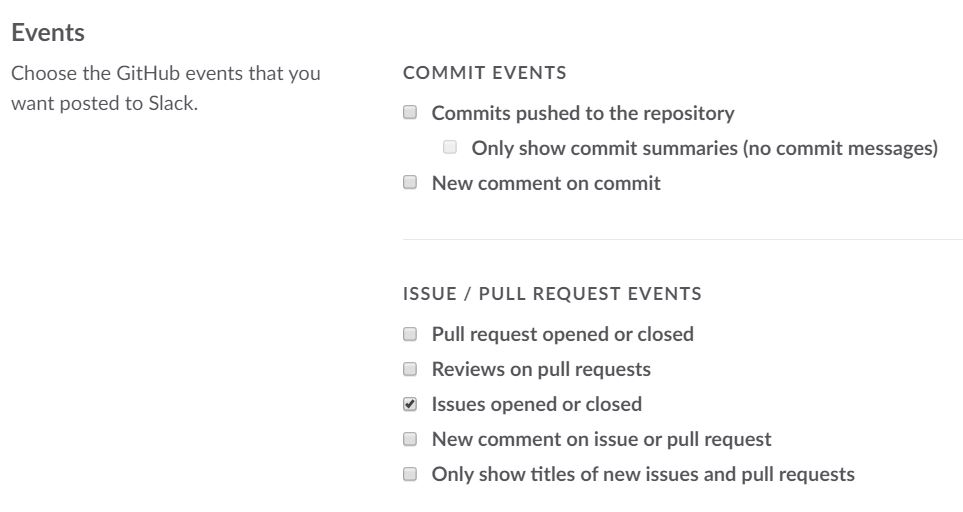 Events
Choose the GitHub events that you
want posted to Slack.
COMMIT EVENTS
Commits pushed to the repository
Only show commit summaries (no commit messages)
New comment on commit
ISSUE / PULL REQUEST EVENTS
Pull request opened or closed
Reviews on pull requests
Issues opened or closed
New comment on issue or pull request
Only show titles of new issues and pull requests